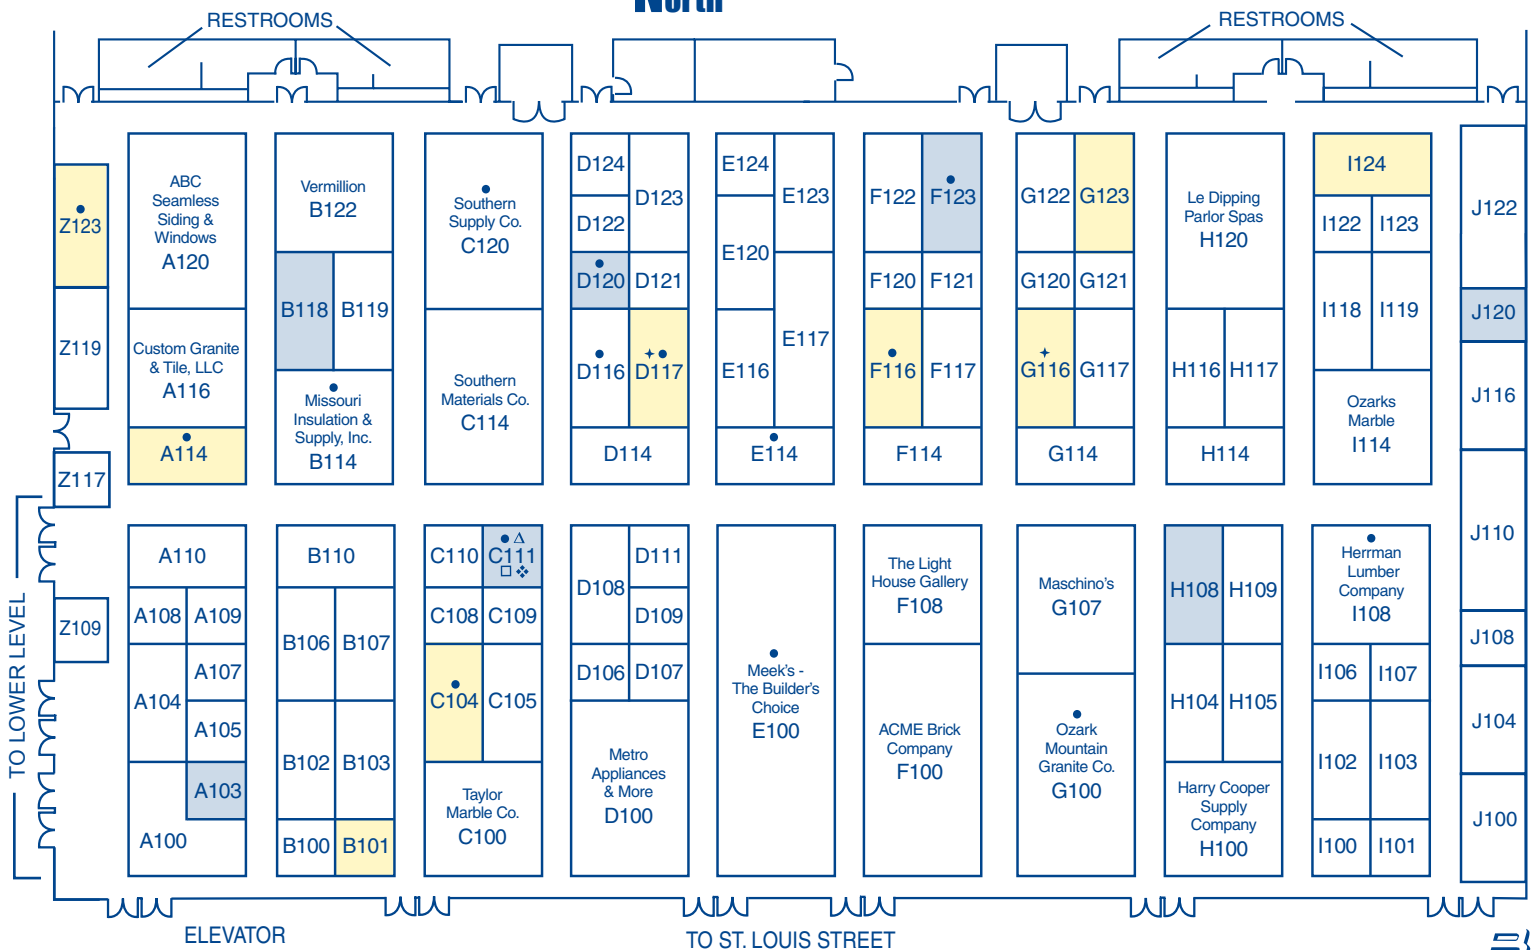 North
RESTROOMS
RESTROOMS
Z123
Z119
Z117
Z109
TO LOWER LEVEL
ABC
Seamless
Siding &
Windows
A120
Custom Granite
& Tile, LLC
A116
A114
A110
A108
A109
A107
A104
A105
A103
A100
Vermillion
B122
B118
B119
Missouri
Insulation &
Supply, Inc.
B114
B110
B106
B107
B102
B103
B100
B101
Southern
Supply Co.
C120
Southern
Materials Co.
C114
C110
C111
C108
C109
C104
C105
Taylor
Marble Co.
C100
D124
D123
D122
D120
D121
D116
D117
D114
D111
D108
D109
D106
D107
Metro
Appliances
& More
D100
E124
E123
E120
E117
E116
E114
Meek's -
The Builder's
Choice
E100
F122
F123
F120
F121
F116
F117
F114
The Light
House Gallery
F108
ACME Brick
Company
F100
G122
G123
G120
G121
G116
G117
G114
Maschino's
G107
Ozark
Mountain
Granite Co.
G100
Le Dipping
Parlor Spas
H120
H116
H117
H114
H108
H109
H104
H105
Harry Cooper
Supply
Company
H100
I124
I122
I123
I118
I119
Ozarks
Marble
I114
Herrman
Lumber
Company
I108
I106
I107
I102
I103
I100
I101
J122
J120
J116
J110
J108
J104
J100
ELEVATOR
TO ST. LOUIS STREET